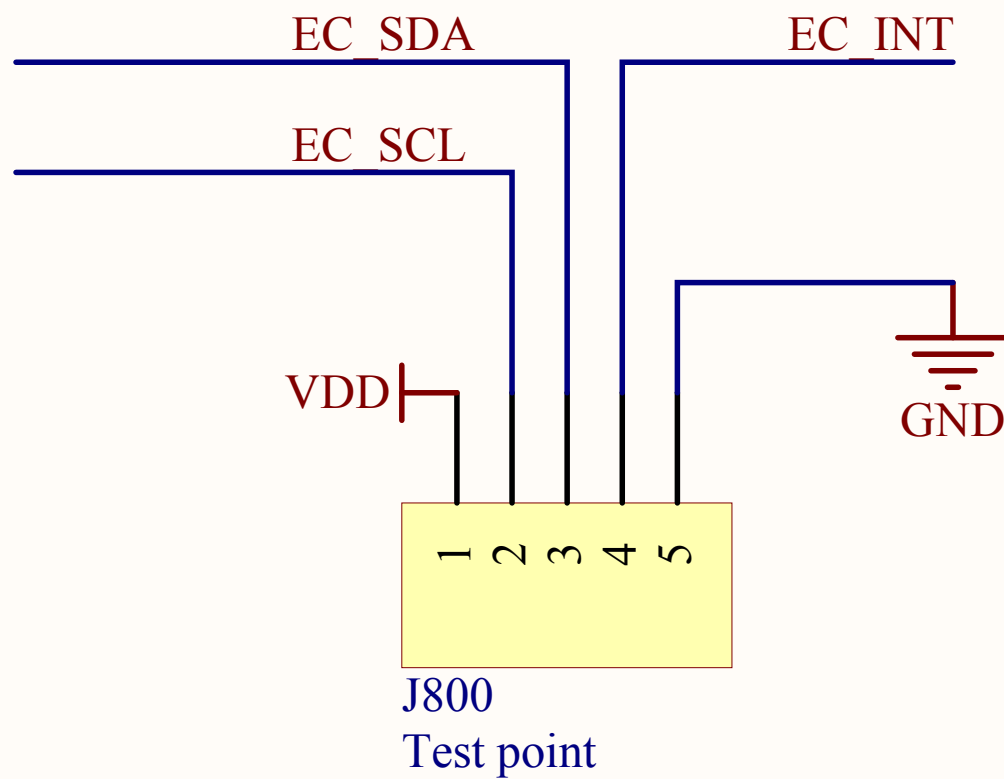 EC_SDA
EC_INT
EC_SCL
VDD
GND
1 2 3 4 5
J800
Test point